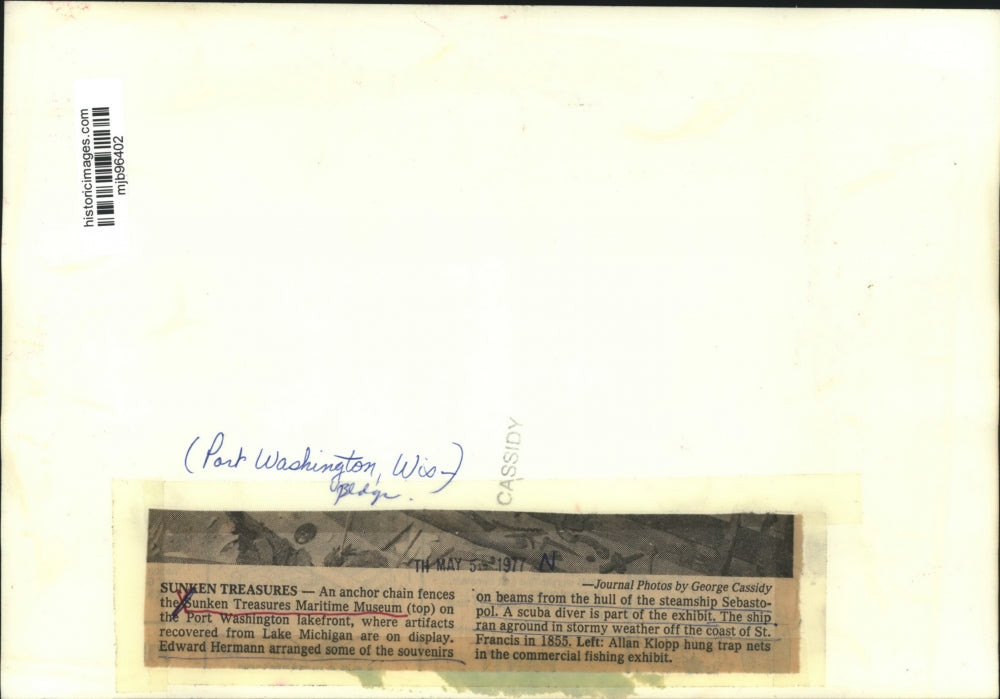 historicimages.com
mjb96402
(Port Washington, Wis-)
Bldgs.
CASSIDY
TH MAY 5 1977 N
—Journal Photos by George Cassidy
SUNKEN TREASURES — An anchor chain fences
the Sunken Treasures Maritime Museum (top) on
the Port Washington lakefront, where artifacts
recovered from Lake Michigan are on display.
Edward Hermann arranged some of the souvenirs
on beams from the hull of the steamship Sebasto-
pol. A scuba diver is part of the exhibit. The ship
ran aground in stormy weather off the coast of St.
Francis in 1855. Left: Allan Klopp hung trap nets
in the commercial fishing exhibit.